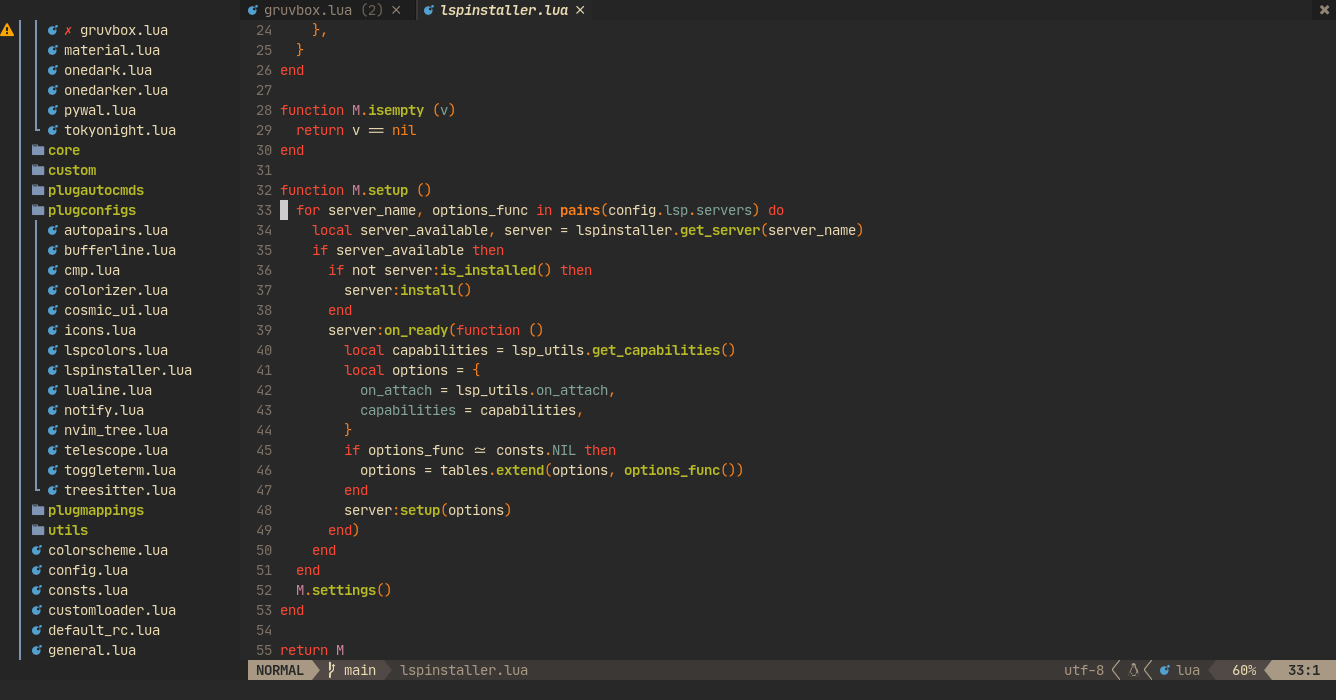 gruvbox.lua (2) ×
lspinstaller.lua ×
✗ gruvbox.lua
material.lua
onedark.lua
onedarker.lua
pywal.lua
tokyonight.lua
core
custom
plugautocmds
plugconfigs
autopairs.lua
bufferline.lua
cmp.lua
colorizer.lua
cosmic_ui.lua
icons.lua
lspcolors.lua
lspinstaller.lua
lualine.lua
notify.lua
nvim_tree.lua
telescope.lua
toggleterm.lua
treesitter.lua
plugmappings
utils
colorscheme.lua
config.lua
consts.lua
customloader.lua
default_rc.lua
general.lua
24     },
25   }
26 end
27
28 function M.isempty (v)
29   return v == nil
30 end
31
32 function M.setup ()
33   for server_name, options_func in pairs(config.lsp.servers) do
34     local server_available, server = lspinstaller.get_server(server_name)
35     if server_available then
36       if not server:is_installed() then
37         server:install()
38       end
39       server:on_ready(function ()
40         local capabilities = lsp_utils.get_capabilities()
41         local options = {
42           on_attach = lsp_utils.on_attach,
43           capabilities = capabilities,
44         }
45         if options_func ~= consts.NIL then
46           options = tables.extend(options, options_func())
47         end
48         server:setup(options)
49       end)
50     end
51   end
52   M.settings()
53 end
54
55 return M
NORMAL main lspinstaller.lua utf-8 lua 60% 33:1